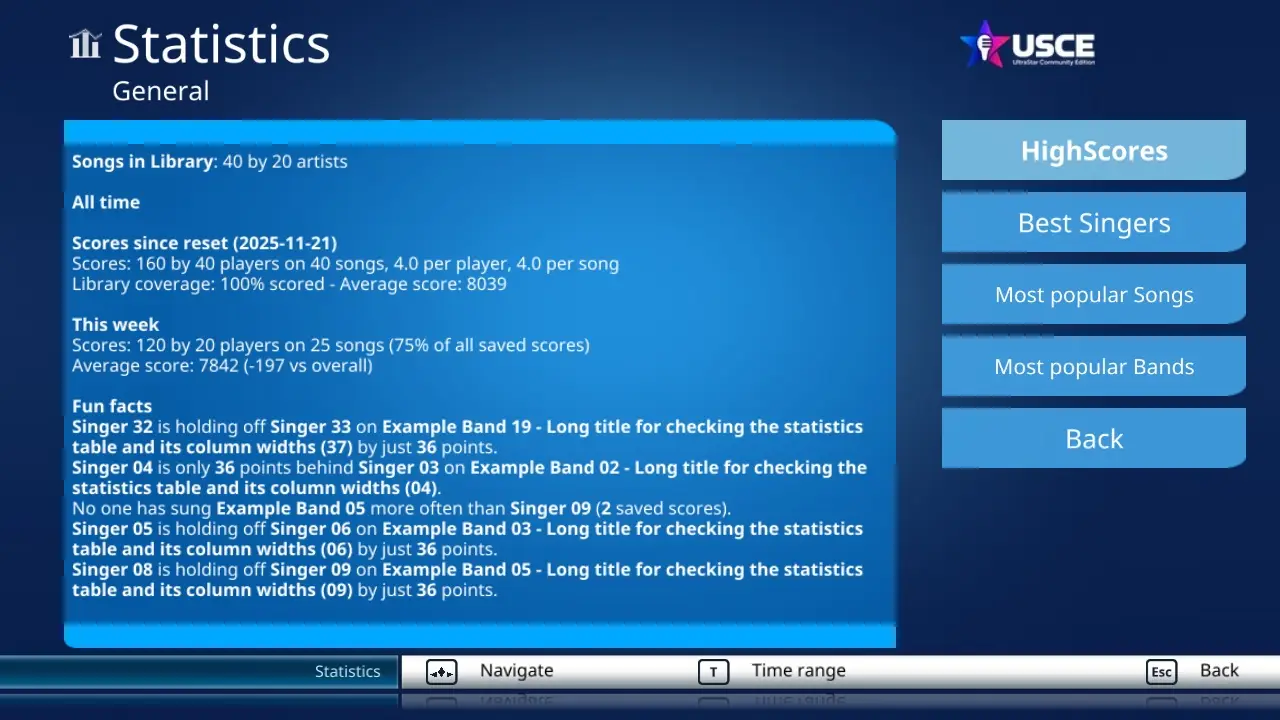 Statistics
General
USCE
UltraStar Community Edition
Songs in Library: 40 by 20 artists
All time
Scores since reset (2025-11-21)
Scores: 160 by 40 players on 40 songs, 4.0 per player, 4.0 per song
Library coverage: 100% scored - Average score: 8039
This week
Scores: 120 by 20 players on 25 songs (75% of all saved scores)
Average score: 7842 (-197 vs overall)
Fun facts
Singer 32 is holding off Singer 33 on Example Band 19 - Long title for checking the statistics
table and its column widths (37) by just 36 points.
Singer 04 is only 36 points behind Singer 03 on Example Band 02 - Long title for checking the
statistics table and its column widths (04).
No one has sung Example Band 05 more often than Singer 09 (2 saved scores).
Singer 05 is holding off Singer 06 on Example Band 03 - Long title for checking the statistics
table and its column widths (06) by just 36 points.
Singer 08 is holding off Singer 09 on Example Band 05 - Long title for checking the statistics
table and its column widths (09) by just 36 points.
HighScores
Best Singers
Most popular Songs
Most popular Bands
Back
Statistics
Navigate
T
Time range
Esc
Back